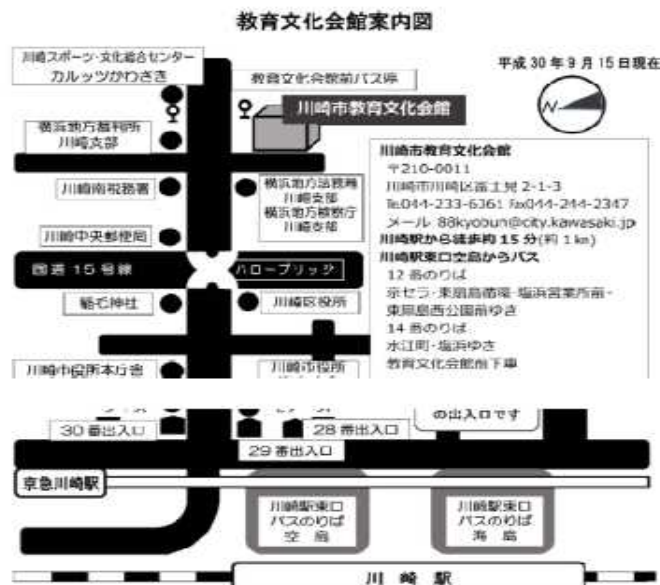 教育文化会館案内図
川崎スポーツ・文化総合センター
カルッツかわさき
教育文化会館前バス停
平成30年9月15日現在
川崎市教育文化会館
N
横浜地方裁判所
川崎支部
川崎南税務署
横浜地方法務局
川崎支部
横浜地方検察庁
川崎支部
川崎中央郵便局
国道15号線
ハローブリッジ
稲毛神社
川崎区役所
川崎市役所本庁舎
川崎市役所
川崎市教育文化会館
〒210-0011
川崎市川崎区富士見2-1-3
℡044-233-6361 fax044-244-2347
メール 88kyobun@city.kawasaki.jp
川崎駅から徒歩約15分(約1km)
川崎駅東口空島からバス
12番のりば
京セラ・東扇島循環・塩浜営業所前・
東扇島西公園前ゆき
14番のりば
水江町・塩浜ゆき
教育文化会館前下車
30番出入口
28番出入口
の出入口です
29番出入口
京急川崎駅
川崎駅東口
バスのりば
空島
川崎駅東口
バスのりば
海島
川崎駅